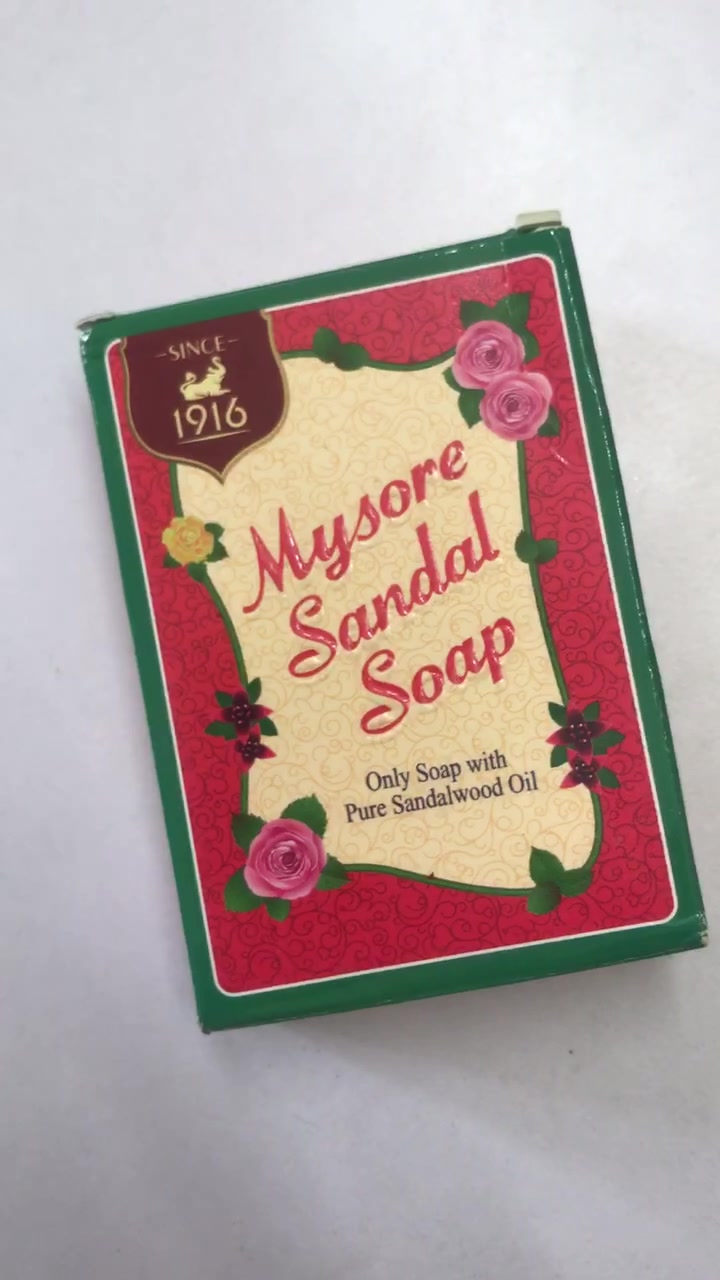 -SINCE-
1916
Mysore
Sandal
Soap
Only Soap with
Pure Sandalwood Oil